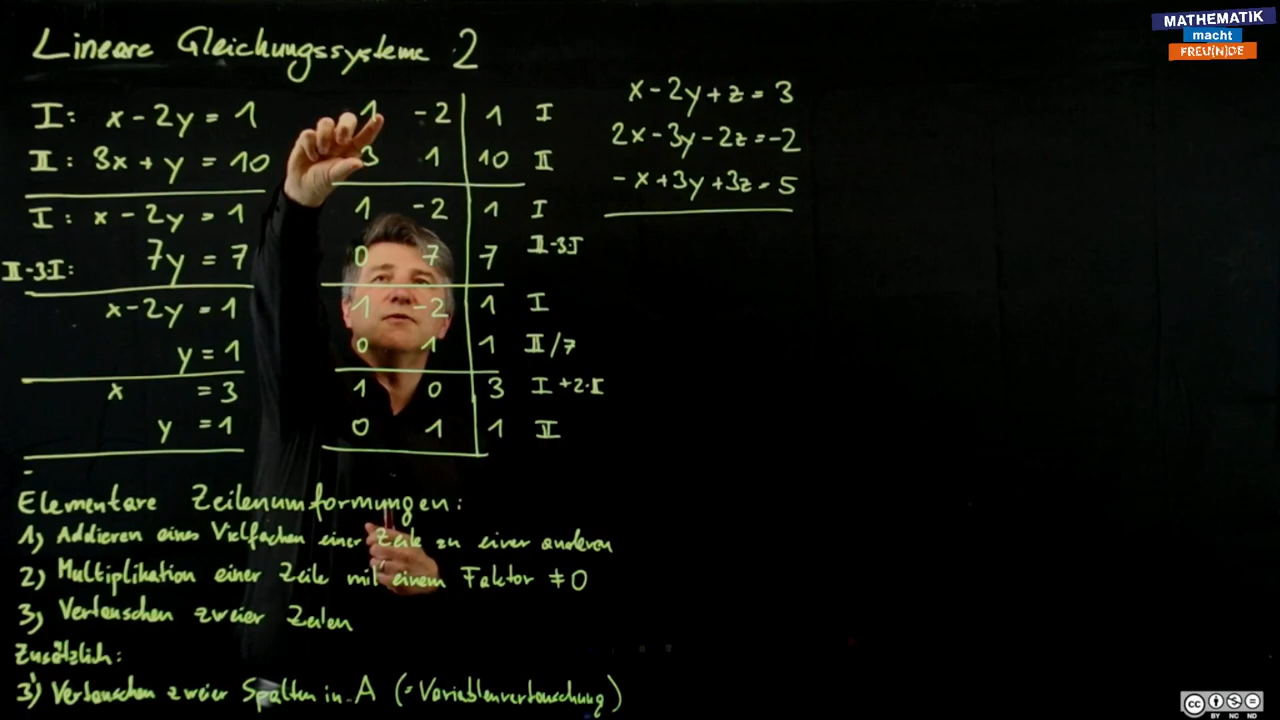 Lineare Gleichungssysteme 2
I: x - 2y = 1
II: 3x + y = 10
I: x - 2y = 1
II-3I: 7y = 7
x - 2y = 1
y = 1
x = 3
y = 1
1 -2 | 1 I
3 1 | 10 II
1 -2 | 1 I
0 7 | 7 II-3I
1 -2 | 1 I
0 1 | 1 II/7
1 0 | 3 I+2·II
0 1 | 1 II
x - 2y + z = 3
2x - 3y - 2z = -2
- x + 3y + 3z = 5
Elementare Zeilenumformungen:
1) Addieren eines Vielfachen einer Zeile zu einer anderen
2) Multiplikation einer Zeile mit einem Faktor ≠ 0
3) Vertauschen zweier Zeilen
Zusätzlich:
3') Vertauschen zweier Spalten in A (= Variablenvertauschung)
MATHEMATIK
macht
FREU(N)DE
cc
BY NC ND